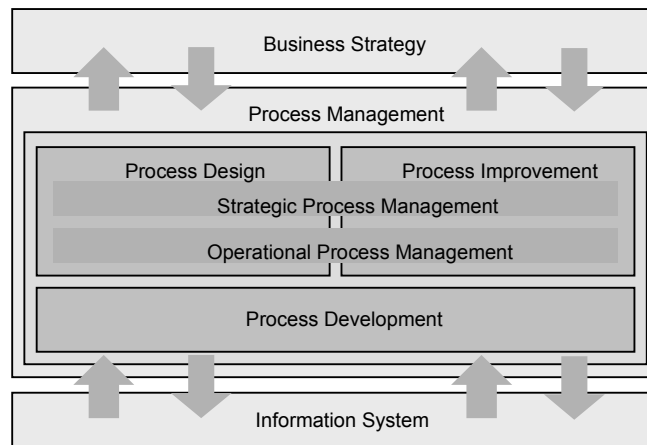 Business Strategy
Process Management
Process Design
Process Improvement
Strategic Process Management
Operational Process Management
Process Development
Information System